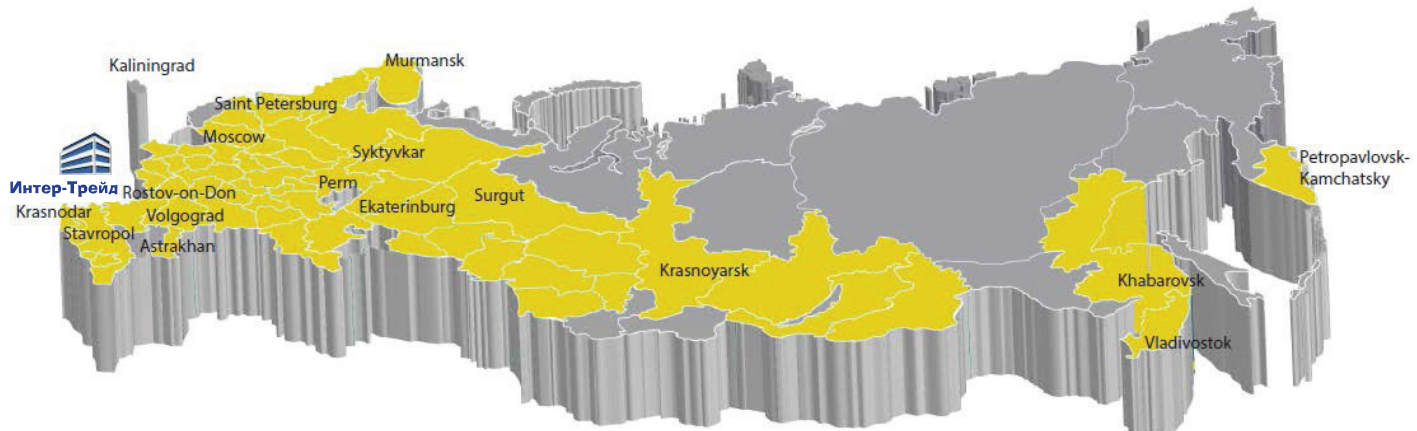 Murmansk
Kaliningrad
Saint Petersburg
Moscow
Syktyvkar
Petropavlovsk-
Kamchatsky
Интер-Трейд
Perm
Rostov-on-Don
Surgut
Krasnodar
Volgograd
Ekaterinburg
Stavropol
Astrakhan
Krasnoyarsk
Khabarovsk
Vladivostok